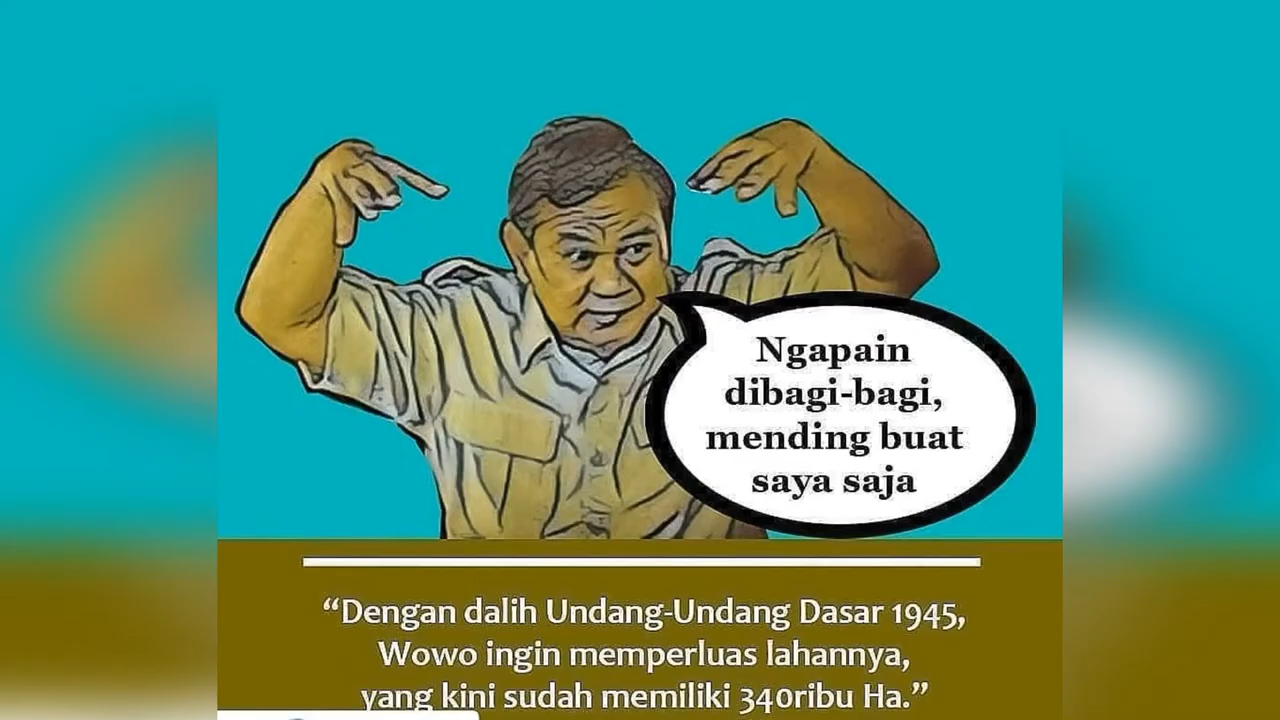 Ngapain
dibagi-bagi,
mending buat
saya saja
“Dengan dalih Undang-Undang Dasar 1945,
Wowo ingin memperluas lahannya,
yang kini sudah memiliki 340ribu Ha.”